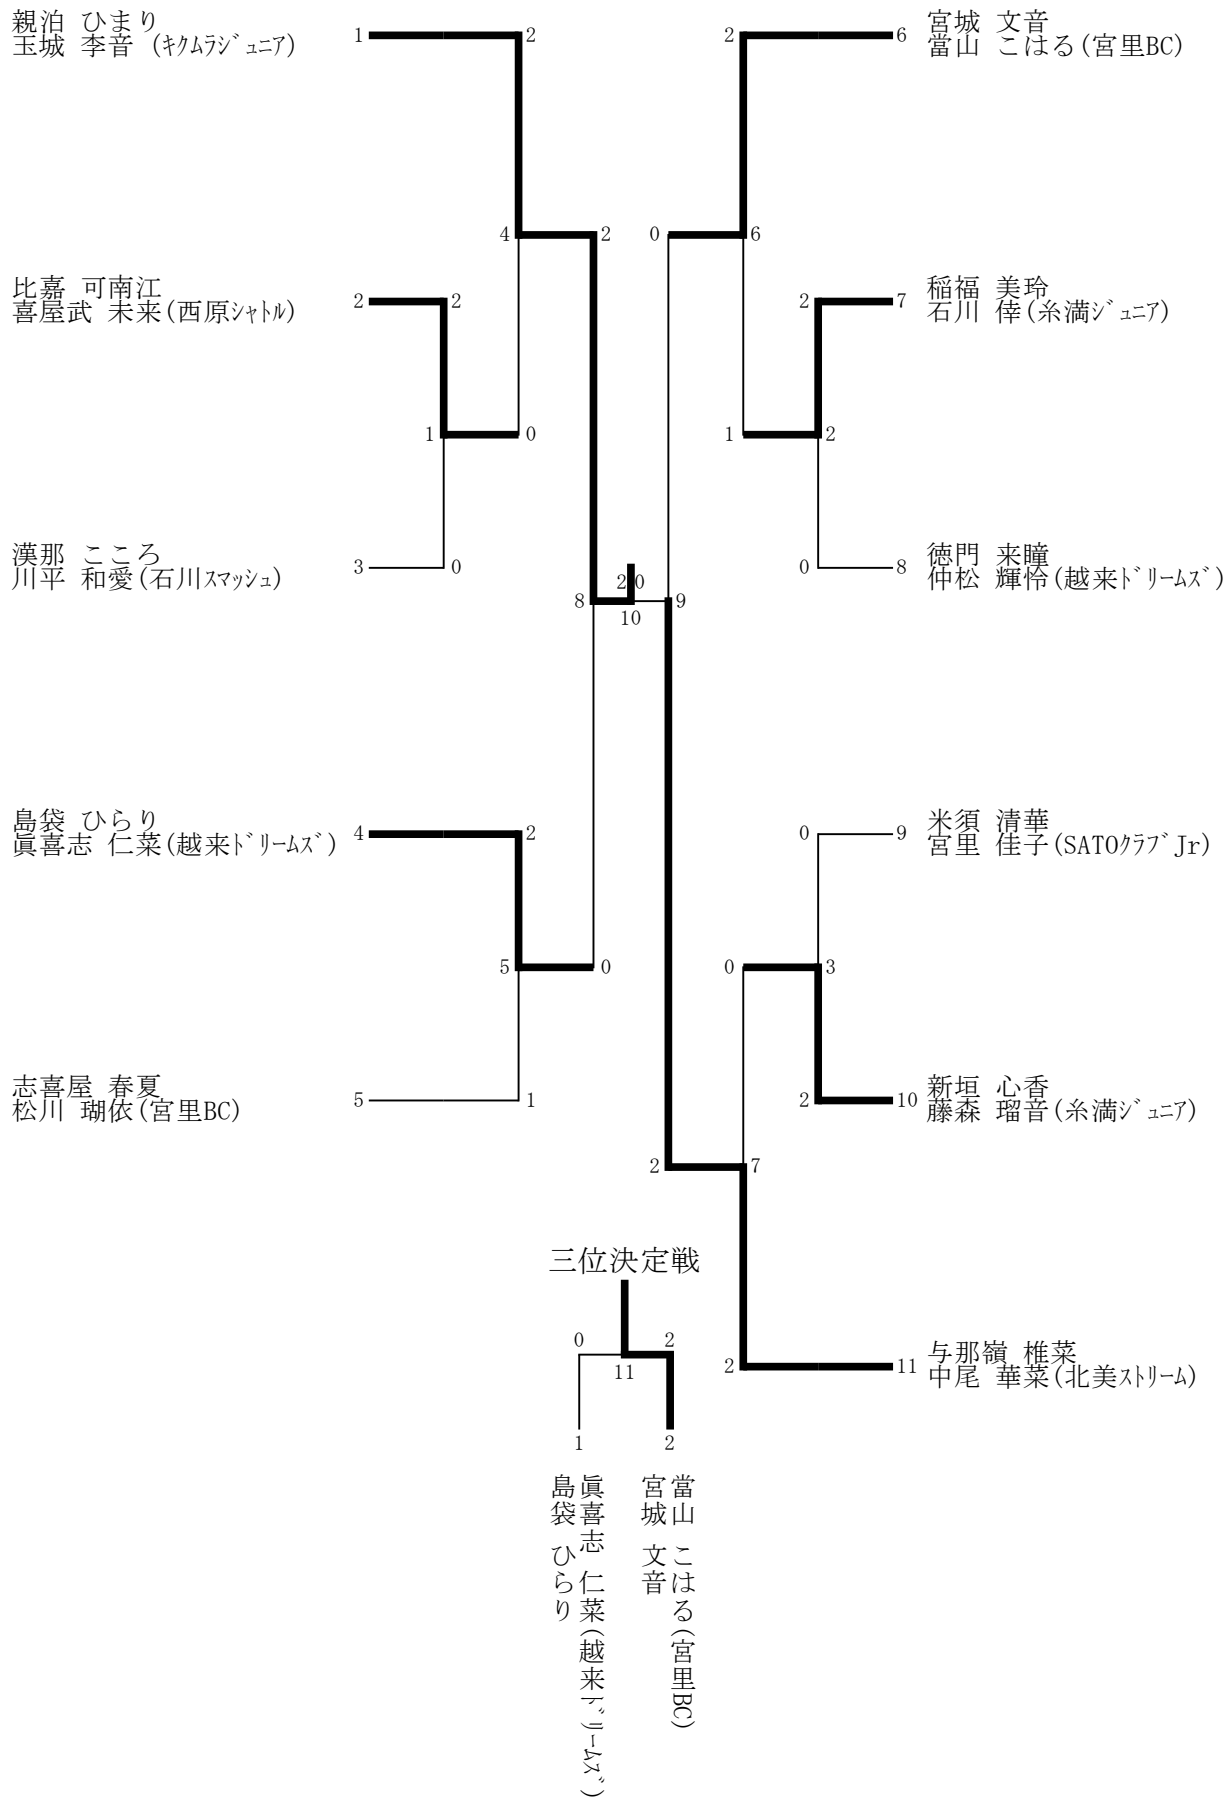 親泊 ひまり
玉城 李音 (ｷｸﾑﾗｼﾞｭﾆｱ)
1
2
2
6
宮城 文音
當山 こはる(宮里BC)
4
2
0
6
比嘉 可南江
喜屋武 未来(西原ｼｬﾄﾙ)
2
2
2
7
稲福 美玲
石川 倖(糸満ｼﾞｭﾆｱ)
1
0
1
2
漢那 こころ
川平 和愛(石川ｽﾏｯｼｭ)
3
0
0
8
徳門 来瞳
仲松 輝怜(越来ﾄﾞﾘｰﾑｽﾞ)
2 0
8
9
10
島袋 ひらり
眞喜志 仁菜(越来ﾄﾞﾘｰﾑｽﾞ)
4
2
0
9
米須 清華
宮里 佳子(SATOｸﾗﾌﾞJr)
5
0
0
3
志喜屋 春夏
松川 瑚依(宮里BC)
5
1
2
10
新垣 心香
藤森 瑠音(糸満ｼﾞｭﾆｱ)
2
7
三位決定戦
0
2
11
2
11
与那嶺 椎菜
中尾 華菜(北美ｽﾄﾘｰﾑ)
1
2
島袋 ひらり
眞喜志 仁菜(越来ﾄﾞﾘｰﾑｽﾞ)
宮城 文音
當山 こはる(宮里BC)